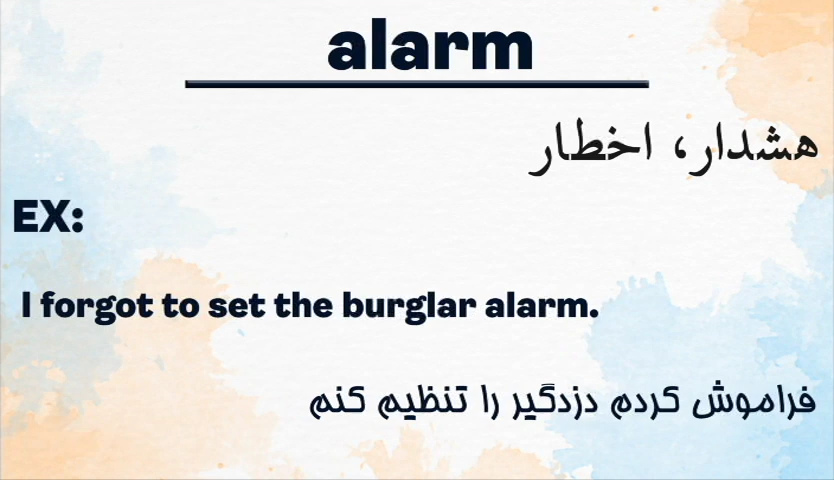 alarm
هشدار، اخطار
EX:
I forgot to set the burglar alarm.
فراموش کردم دزدگیر را تنظیم کنم